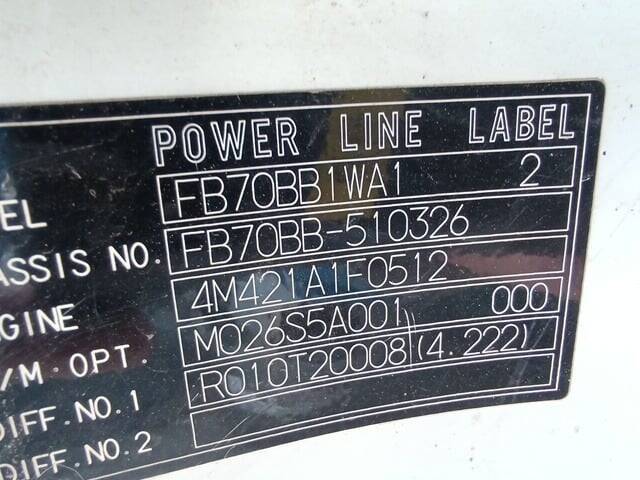 POWER LINE LABEL
EL FB70BB1WA1 2
ASSIS NO. FB70BB-510326
GINE 4M421A1F0512
/M OPT. M026S5A001 000
DIFF.NO.1 R010T20008(4.222)
DIFF.NO.2